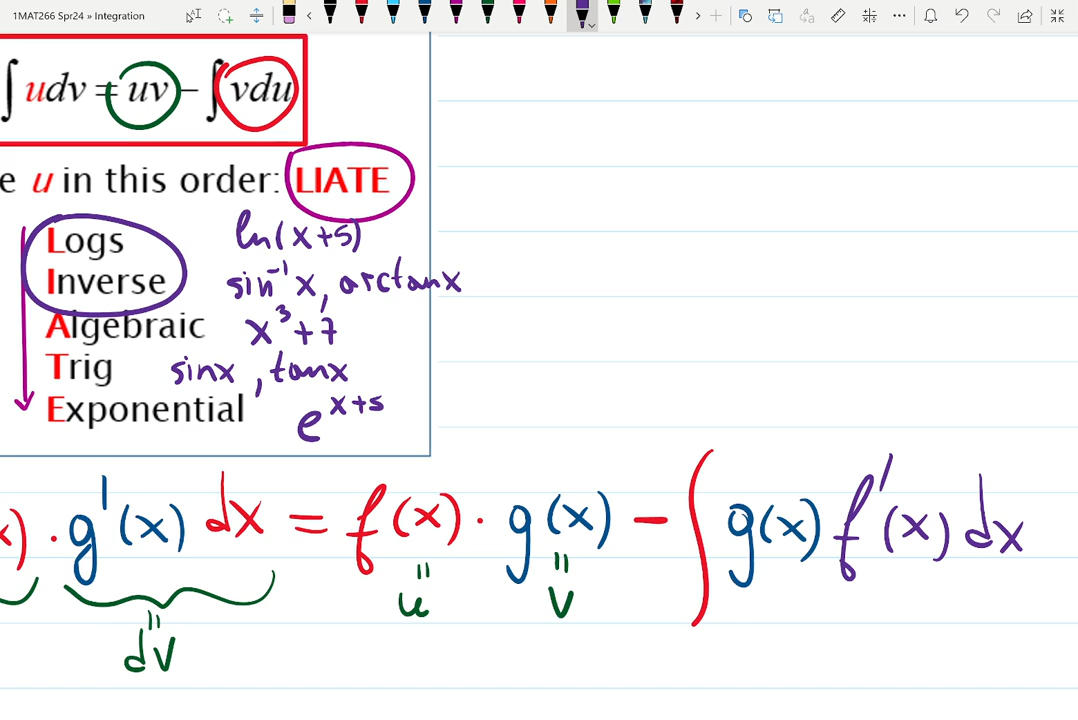 1MAT266 Spr24 » Integration
∫ udv = uv − ∫ vdu
e u in this order: LIATE
Logs ln(x+5)
Inverse sin⁻¹x, arctanx
Algebraic x³+7
Trig sinx, tanx
Exponential e^(x+5)
x) · g'(x) dx = f(x) · g(x) − ∫ g(x) f'(x) dx
" " "
dv u v